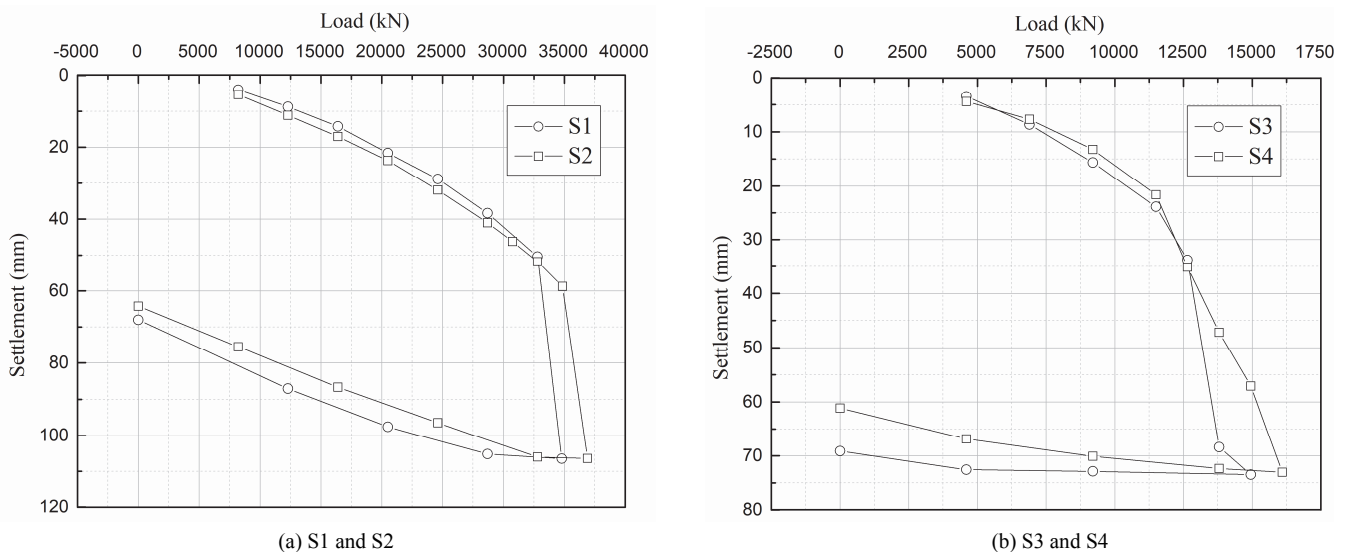 Load (kN)
-5000 0 5000 10000 15000 20000 25000 30000 35000 40000
0
20
40
60
80
100
120
Settlement (mm)
S1
S2
(a) S1 and S2
Load (kN)
-2500 0 2500 5000 7500 10000 12500 15000 1750
0
10
20
30
40
50
60
70
80
Settlement (mm)
S3
S4
(b) S3 and S4